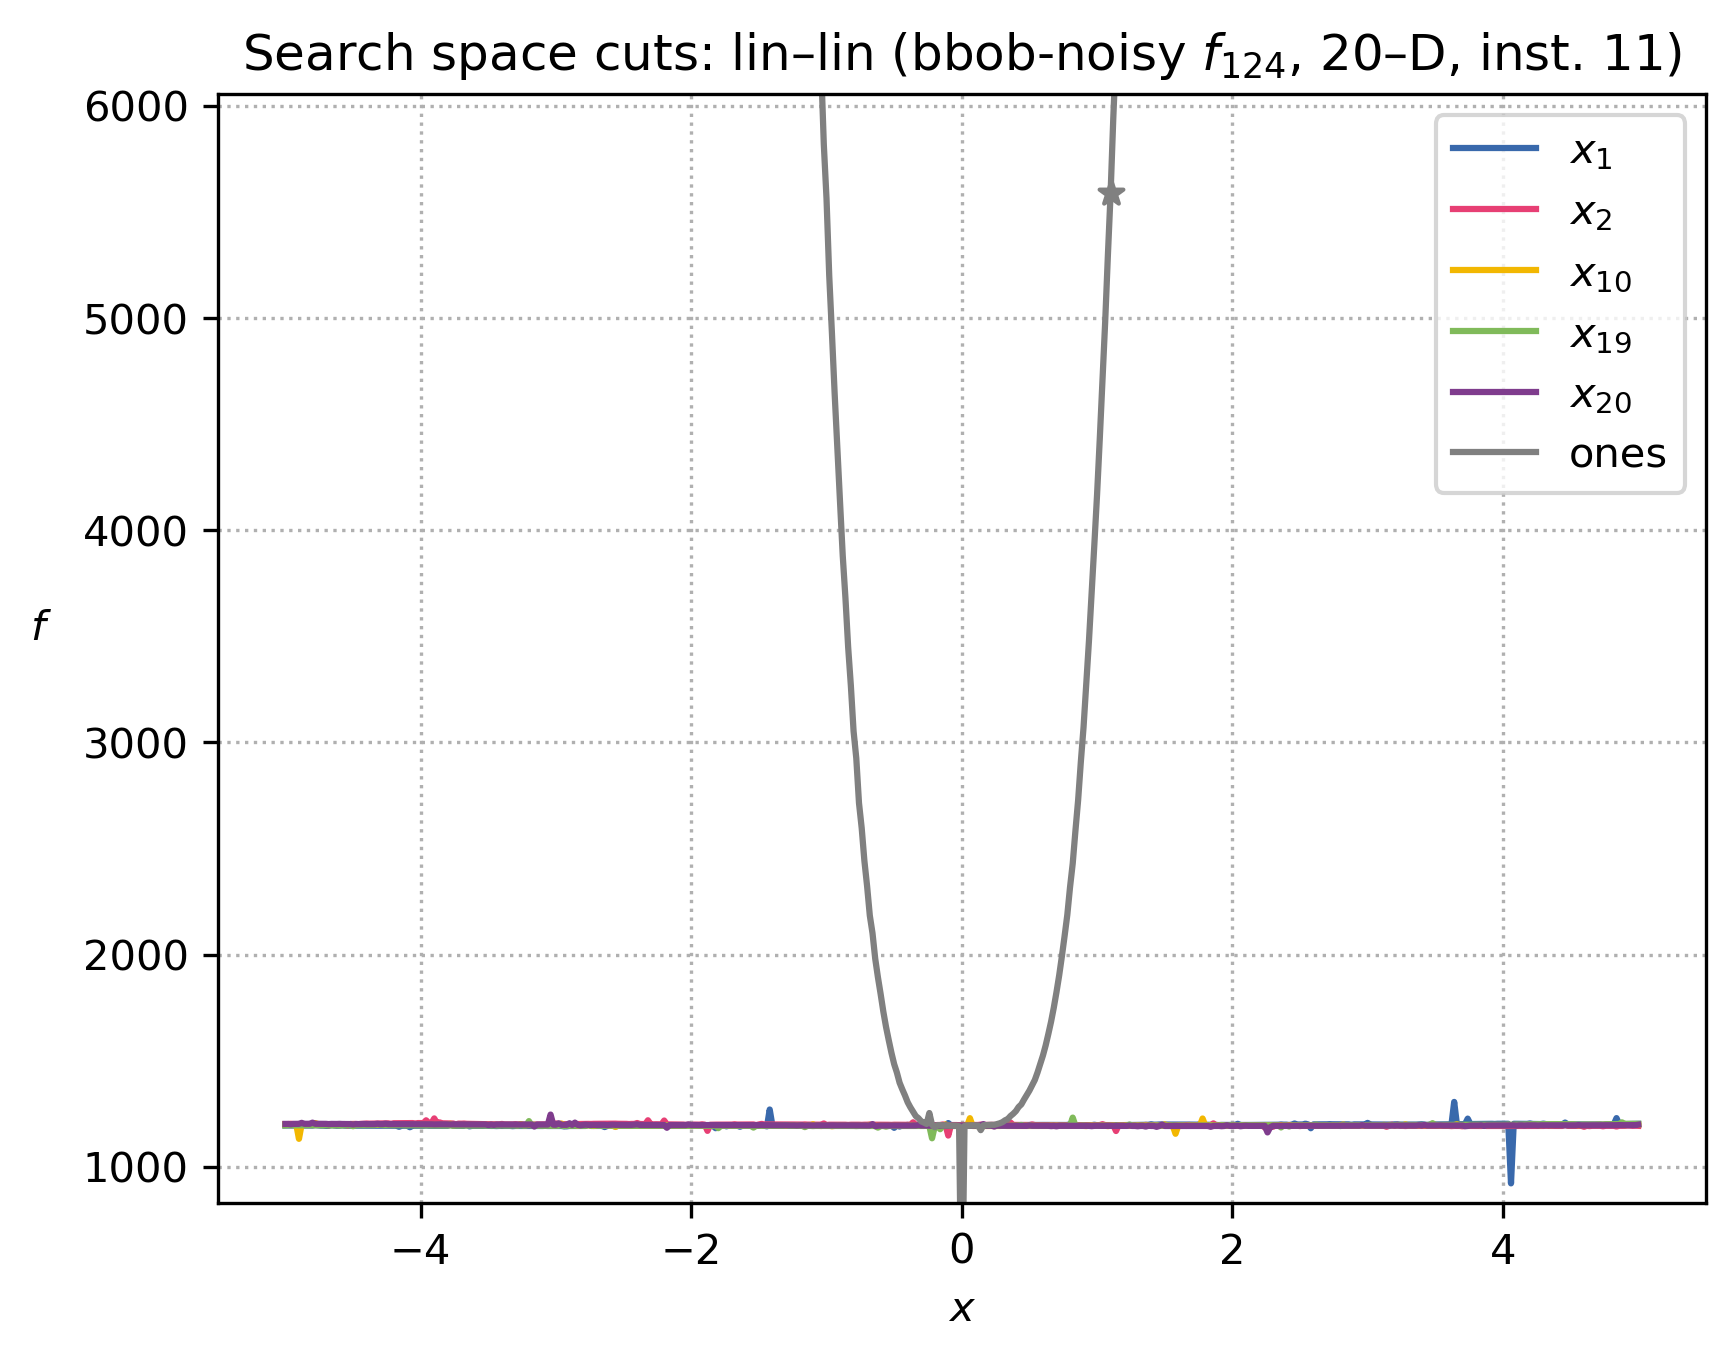 Search space cuts: lin–lin (bbob-noisy f₁₂₄, 20–D, inst. 11)
6000
5000
4000
3000
2000
1000
f
−4
−2
0
2
4
x
x₁
x₂
x₁₀
x₁₉
x₂₀
ones